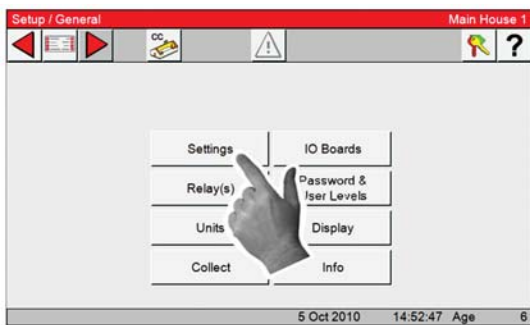 Setup / General Main House 1
CC
?
Settings IO Boards
Relay(s) Password &
User Levels
Units Display
Collect Info
5 Oct 2010 14:52:47 Age 6